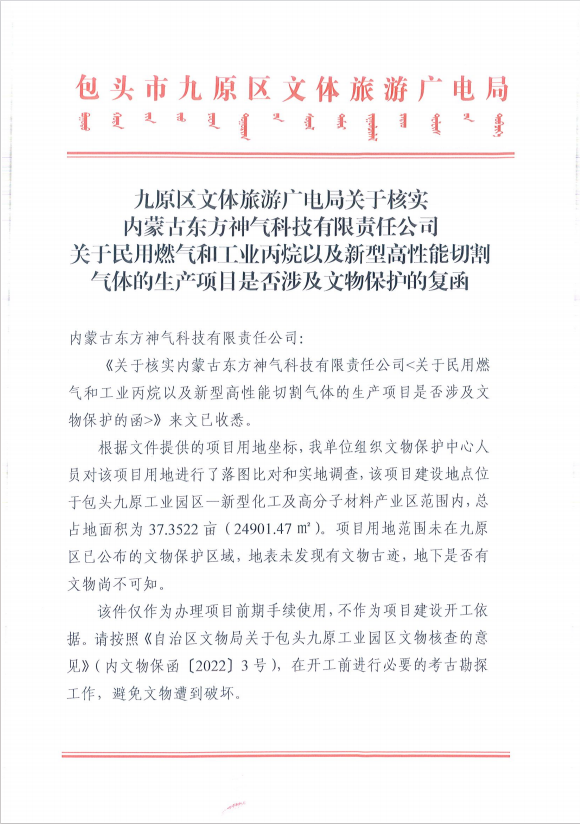 包头市九原区文体旅游广电局
九原区文体旅游广电局关于核实
内蒙古东方神气科技有限责任公司
关于民用燃气和工业丙烷以及新型高性能切割
气体的生产项目是否涉及文物保护的复函
内蒙古东方神气科技有限责任公司：
《关于核实内蒙古东方神气科技有限责任公司<关于民用燃
气和工业丙烷以及新型高性能切割气体的生产项目是否涉及文
物保护的函>》来文已收悉。
根据文件提供的项目用地坐标，我单位组织文物保护中心人
员对该项目用地进行了落图比对和实地调查，该项目建设地点位
于包头九原工业园区—新型化工及高分子材料产业区范围内，总
占地面积为 37.3522 亩（24901.47 ㎡）。项目用地范围未在九原
区已公布的文物保护区域，地表未发现有文物古迹，地下是否有
文物尚不可知。
该件仅作为办理项目前期手续使用，不作为项目建设开工依
据。请按照《自治区文物局关于包头九原工业园区文物核查的意
见》（内文物保函〔2022〕3 号），在开工前进行必要的考古勘探
工作，避免文物遭到破坏。